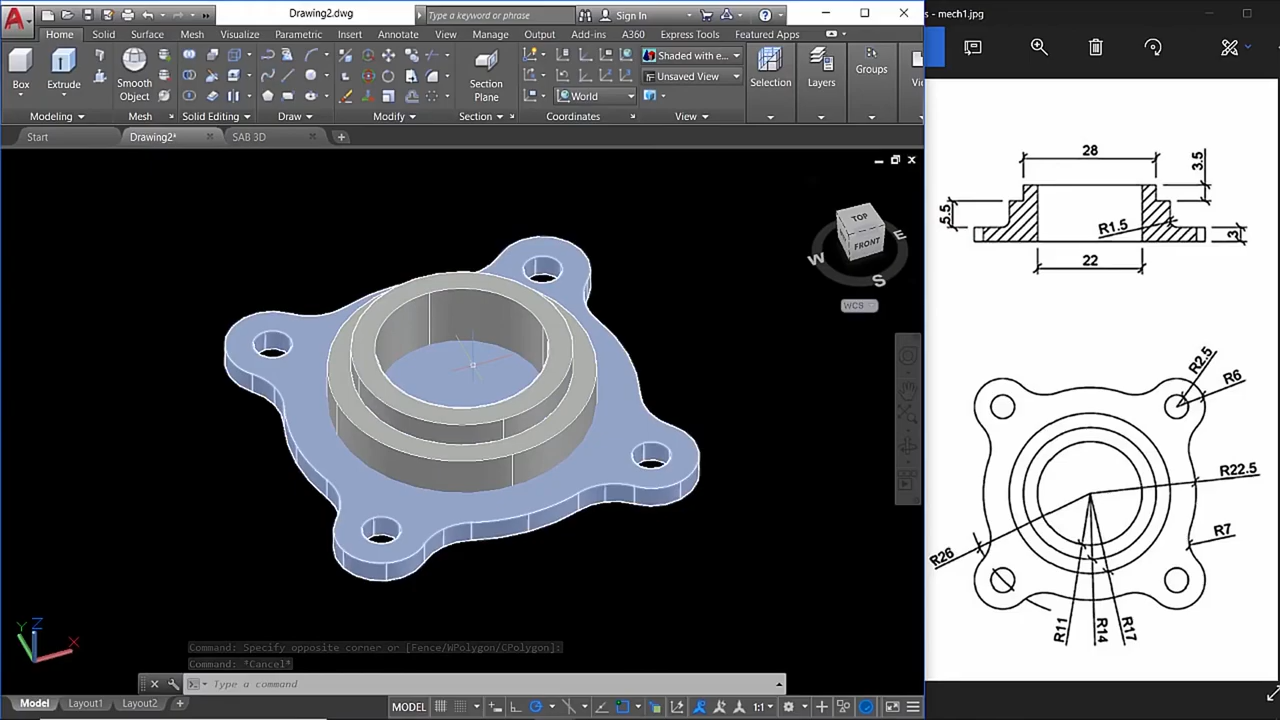 Drawing2.dwg
Type a keyword or phrase
Sign In
- mech1.jpg
Home Solid Surface Mesh Visualize Parametric Insert Annotate View Manage Output Add-ins A360 Express Tools Featured Apps
Box
Extrude
Smooth
Object
Section
Plane
Shaded with e...
Unsaved View
World
Selection
Layers
Groups
Modeling
Mesh
Solid Editing
Draw
Modify
Section
Coordinates
View
Start
Drawing2*
SAB 3D
TOP
FRONT
W
E
S
WCS
Y
Z
X
Command: Specify opposite corner or [Fence/WPolygon/CPolygon]:
Command: *Cancel*
Type a command
Model
Layout1
Layout2
MODEL
1:1
28
3.5
5.5
R1.5
3
22
R2.5
R6
R22.5
R7
R26
R11
R14
R17